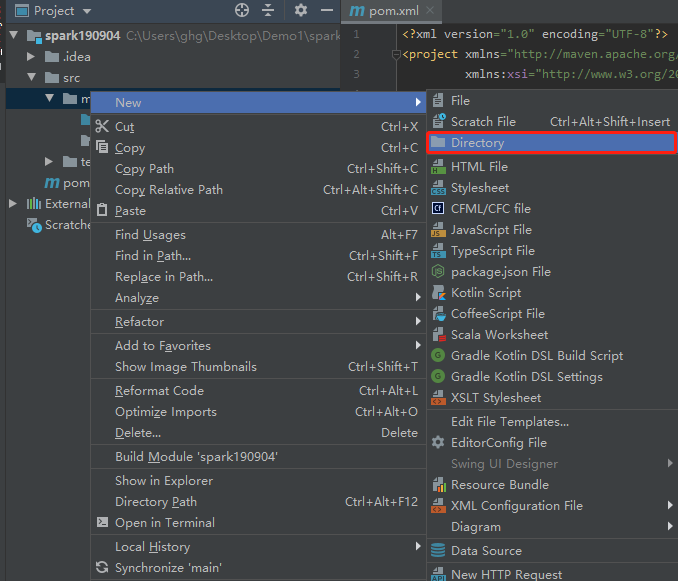 Project
pom.xml
spark190904 C:\Users\ghg\Desktop\Demo1\spark
.idea
src
m
te
pom
External
Scratche
1
2
3
4
<?xml version="1.0" encoding="UTF-8"?>
<project xmlns="http://maven.apache.org/
xmlns:xsi="http://www.w3.org/20
New
Cut Ctrl+X
Copy Ctrl+C
Copy Path Ctrl+Shift+C
Copy Relative Path Ctrl+Alt+Shift+C
Paste Ctrl+V
Find Usages Alt+F7
Find in Path... Ctrl+Shift+F
Replace in Path... Ctrl+Shift+R
Analyze
Refactor
Add to Favorites
Show Image Thumbnails Ctrl+Shift+T
Reformat Code Ctrl+Alt+L
Optimize Imports Ctrl+Alt+O
Delete... Delete
Build Module 'spark190904'
Show in Explorer
Directory Path Ctrl+Alt+F12
Open in Terminal
Local History
Synchronize 'main'
File
Scratch File Ctrl+Alt+Shift+Insert
Directory
HTML File
Stylesheet
CFML/CFC file
JavaScript File
TypeScript File
package.json File
Kotlin Script
CoffeeScript File
Scala Worksheet
Gradle Kotlin DSL Build Script
Gradle Kotlin DSL Settings
XSLT Stylesheet
Edit File Templates...
EditorConfig File
Swing UI Designer
Resource Bundle
XML Configuration File
Diagram
Data Source
New HTTP Request